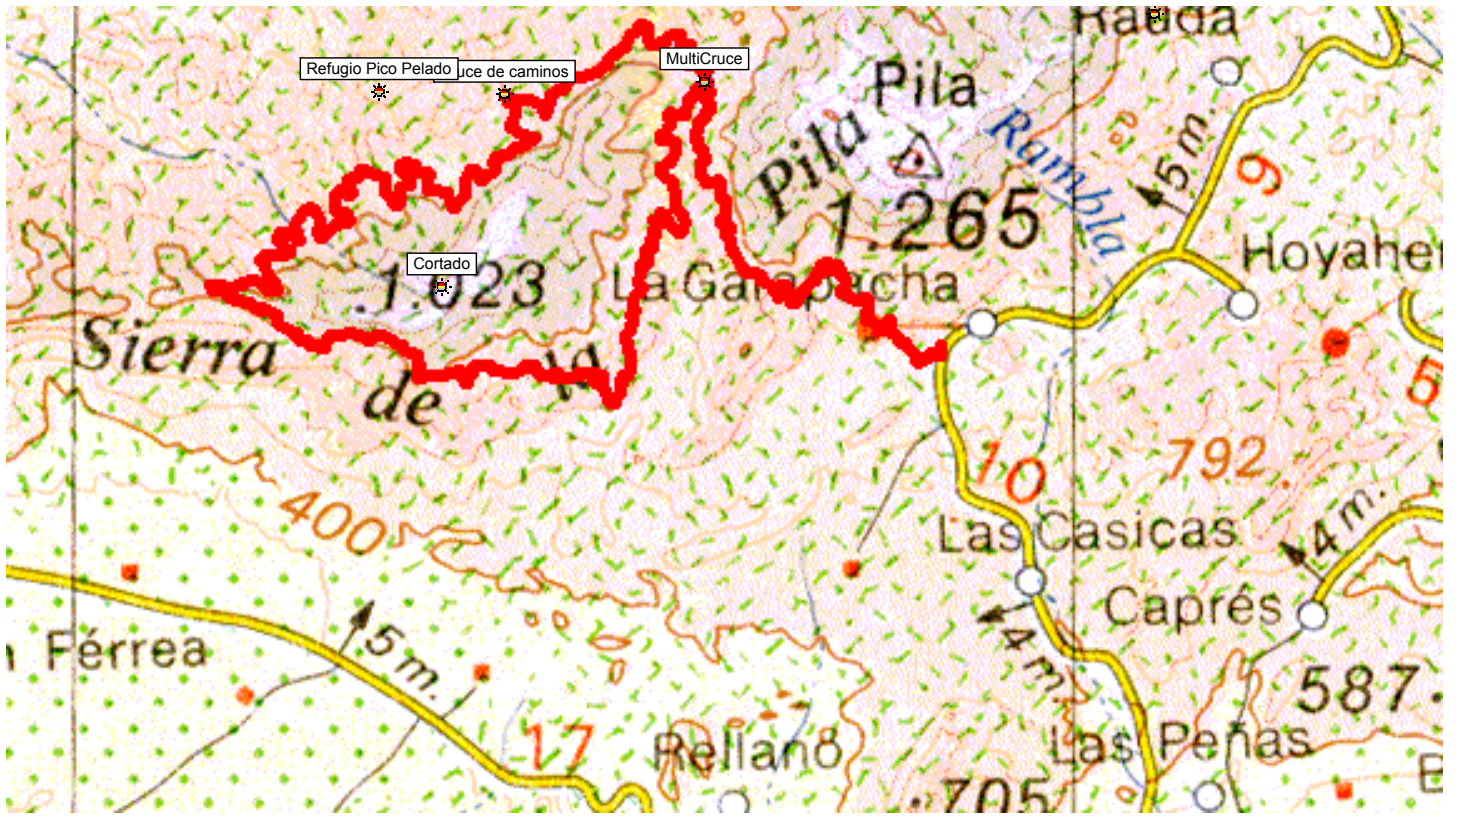 Rauda
MultiCruce
Refugio Pico Pelado
uce de caminos
Pila
Rambla
5 m.
9
Pila
1.265
Hoyahe
Cortado
.1.023
La Garapacha
Sierra
de
la
5
10
792.
400
Las Casicas
4 m.
Caprés
Férrea
5 m.
4 m.
587.
17
Rellano
Las Peñas
.705